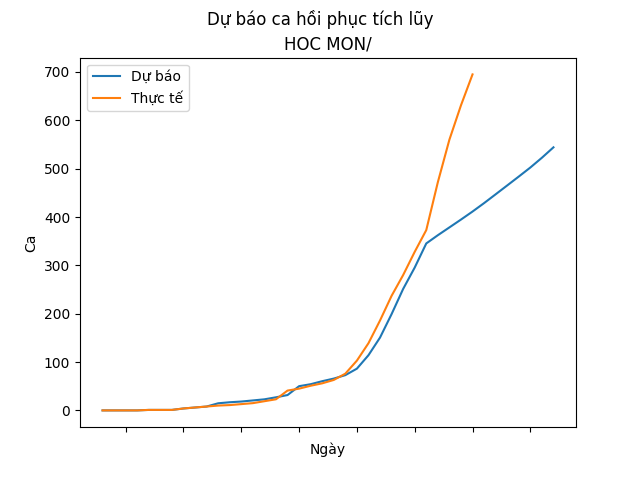 Dự báo ca hồi phục tích lũy
HOC MON/
Dự báo
Thực tế
700
600
500
400
300
200
100
0
Ca
Ngày